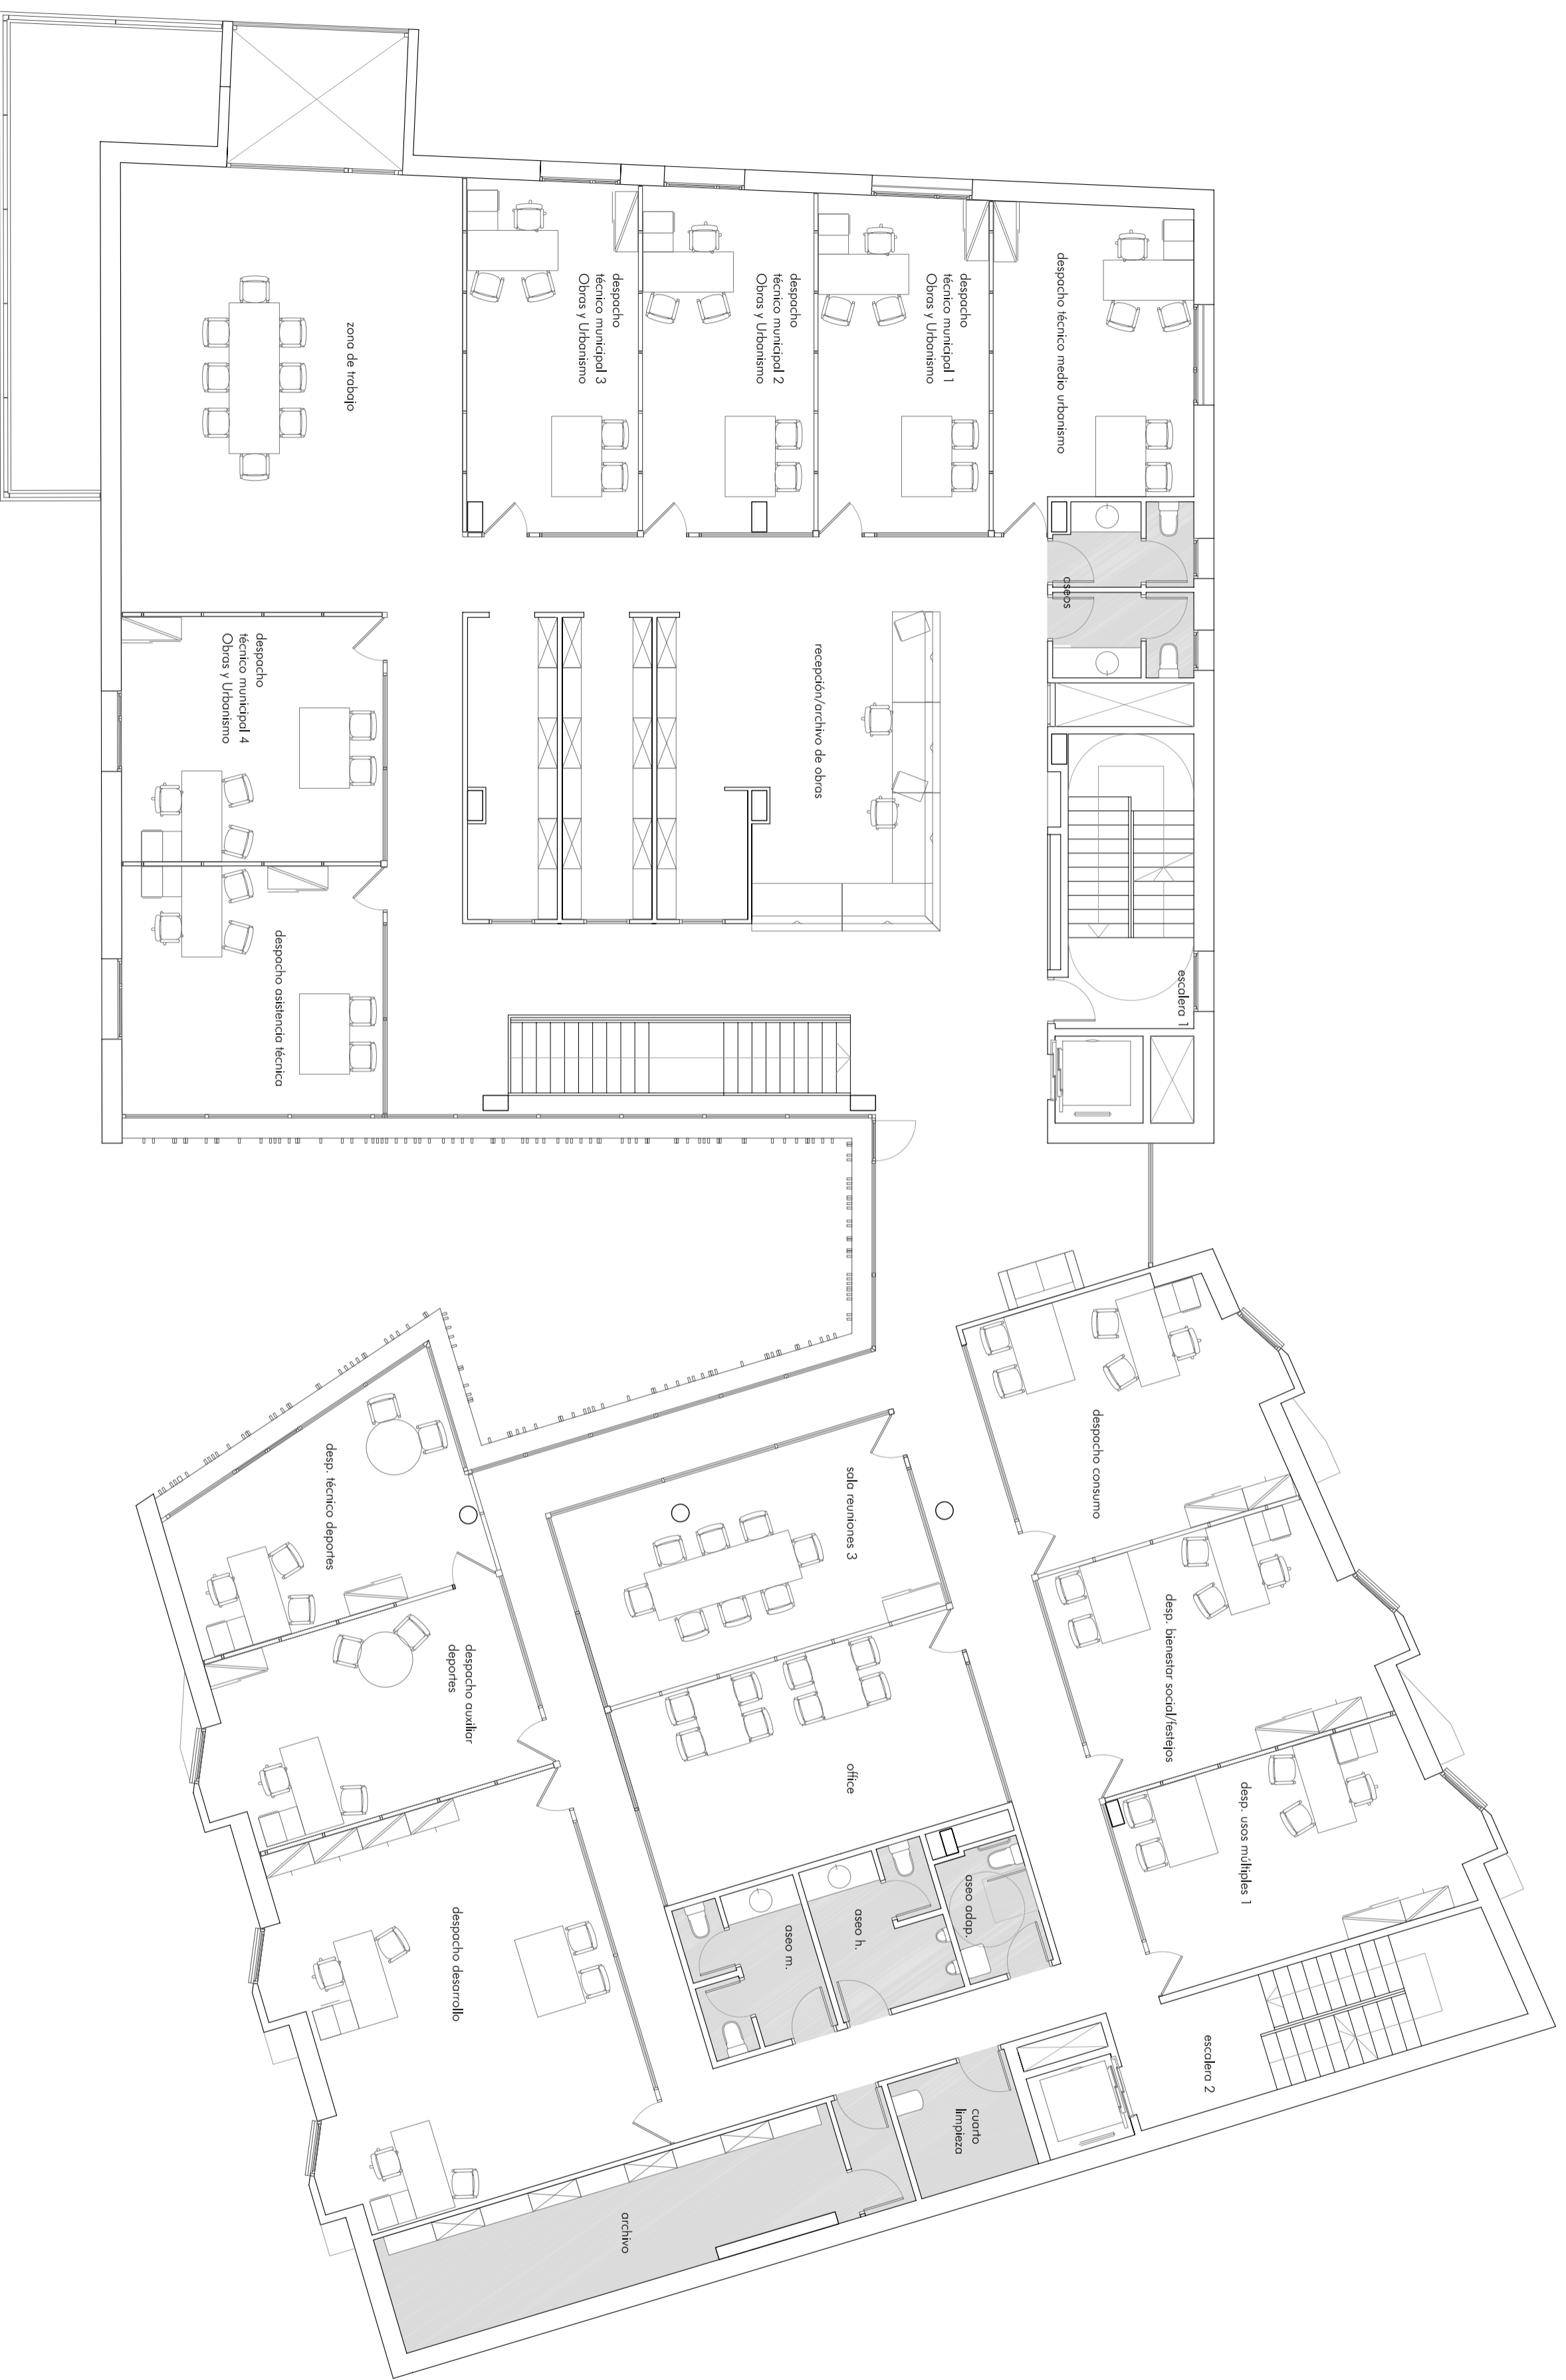 despacho técnico medio urbanismo
despacho
técnico municipal 1
Obras y Urbanismo
despacho
técnico municipal 2
Obras y Urbanismo
despacho
técnico municipal 3
Obras y Urbanismo
zona de trabajo
aseos
recepción/archivo de obras
despacho
técnico municipal 4
Obras y Urbanismo
despacho asistencia técnica
escalera 1
despacho consumo
sala reuniones 3
desp. técnico deportes
desp. bienestar social/festejos
despacho auxiliar
deportes
office
desp. usos múltiples 1
aseo adap.
aseo h.
aseo m.
despacho desarrollo
escalera 2
cuarto
limpieza
archivo